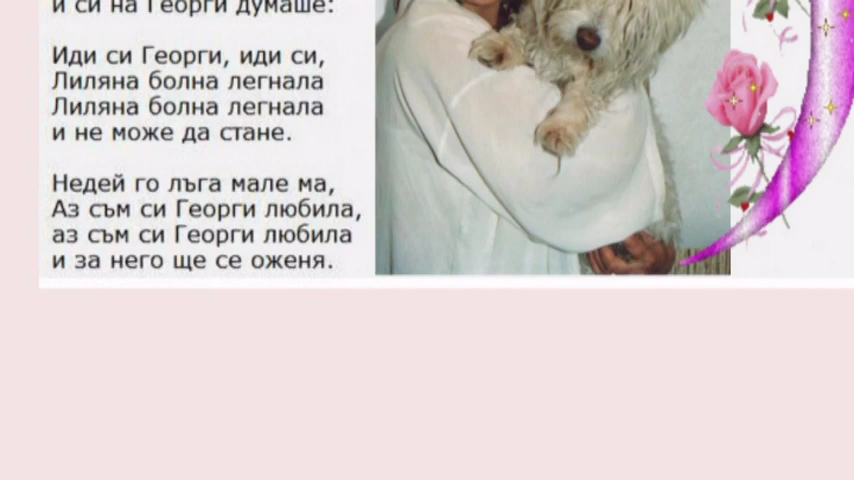 и си на Георги думаше:
Иди си Георги, иди си,
Лиляна болна легнала
Лиляна болна легнала
и не може да стане.
Недей го лъга мале ма,
Аз съм си Георги любила,
аз съм си Георги любила
и за него ще се оженя.